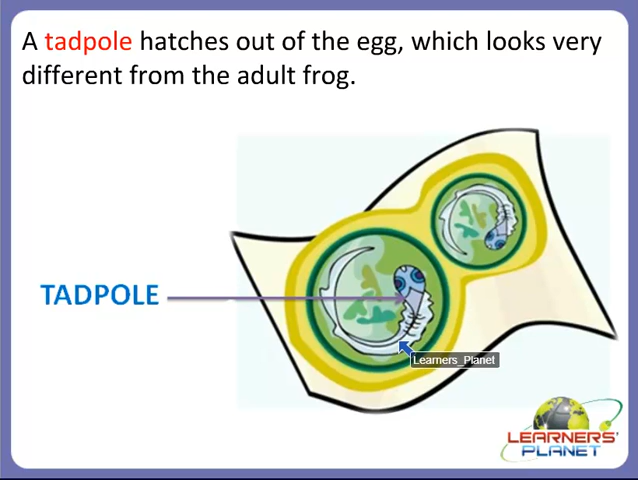 A tadpole hatches out of the egg, which looks very
different from the adult frog.
TADPOLE
Learners_Planet
LEARNERS'
PLANET